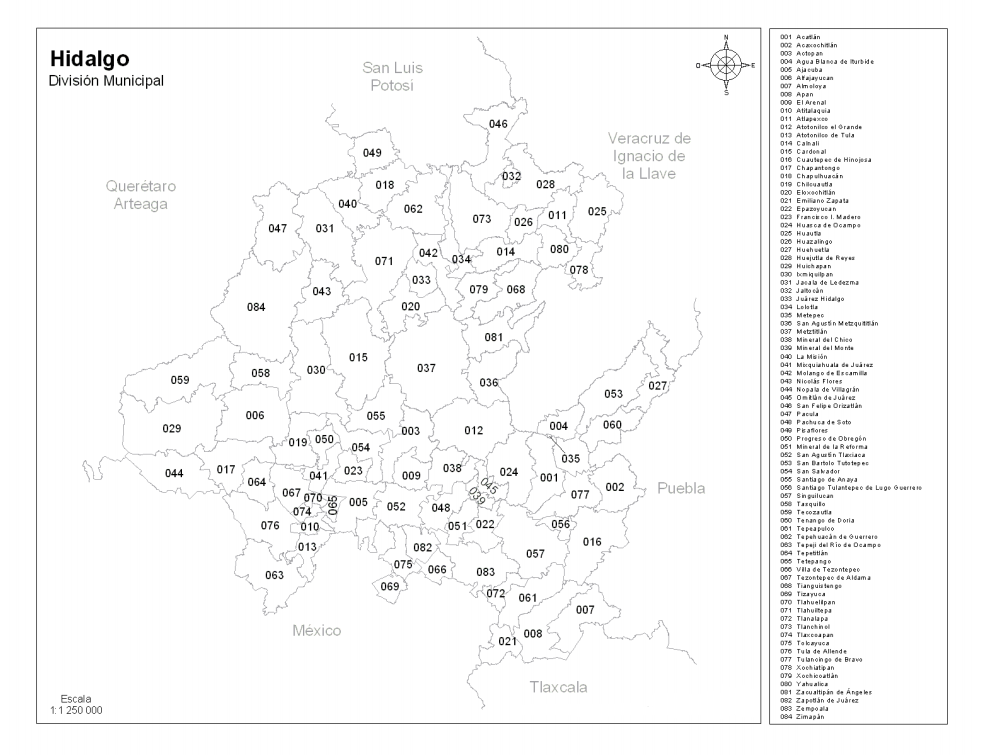 Hidalgo
División Municipal
N
O
E
S
San Luis
Potosi
Veracruz de
Ignacio de
la Llave
Querétaro
Arteaga
046
049
032
018
028
040
062
025
073
011
026
047
031
042
014
080
071
034
078
033
043
079
068
084
020
081
015
037
030
058
036
059
027
053
006
055
029
004
060
003
012
019
050
054
035
044
017
041
023
009
038
024
001
064
045
002
067
070
065
039
077
Puebla
005
052
048
074
076
010
051
022
056
013
082
016
057
075
066
063
083
069
072
061
007
México
008
021
Tlaxcala
Escala
1:1 250 000
001 Acatlán
002 Acaxochitlán
003 Actopan
004 Agua Blanca de Iturbide
005 Ajacuba
006 Alfajayucan
007 Almoloya
008 Apan
009 El Arenal
010 Atitalaquia
011 Atlapexco
012 Atotonilco el Grande
013 Atotonilco de Tula
014 Calnali
015 Cardonal
016 Cuautepec de Hinojosa
017 Chapantongo
018 Chapulhuacán
019 Chilcuautla
020 Eloxochitlán
021 Emiliano Zapata
022 Epazoyucan
023 Francisco I. Madero
024 Huasca de Ocampo
025 Huautla
026 Huazalingo
027 Huehuetla
028 Huejutla de Reyes
029 Huichapan
030 Ixmiquilpan
031 Jacala de Ledezma
032 Jaltocán
033 Juárez Hidalgo
034 Lolotla
035 Metepec
036 San Agustín Metzquititlán
037 Metztitlán
038 Mineral del Chico
039 Mineral del Monte
040 La Misión
041 Mixquiahuala de Juárez
042 Molango de Escamilla
043 Nicolás Flores
044 Nopala de Villagrán
045 Omitlán de Juárez
046 San Felipe Orizatlán
047 Pacula
048 Pachuca de Soto
049 Pisaflores
050 Progreso de Obregón
051 Mineral de la Reforma
052 San Agustín Tlaxiaca
053 San Bartolo Tutotepec
054 San Salvador
055 Santiago de Anaya
056 Santiago Tulantepec de Lugo Guerrero
057 Singuilucan
058 Tasquillo
059 Tecozautla
060 Tenango de Doria
061 Tepeapulco
062 Tepehuacán de Guerrero
063 Tepeji del Río de Ocampo
064 Tepetitlán
065 Tetepango
066 Villa de Tezontepec
067 Tezontepec de Aldama
068 Tianguistengo
069 Tizayuca
070 Tlahuelilpan
071 Tlahuiltepa
072 Tlanalapa
073 Tlanchinol
074 Tlaxcoapan
075 Tolcayuca
076 Tula de Allende
077 Tulancingo de Bravo
078 Xochiatipan
079 Xochicoatlán
080 Yahualica
081 Zacualtipán de Ángeles
082 Zapotlán de Juárez
083 Zempoala
084 Zimapán